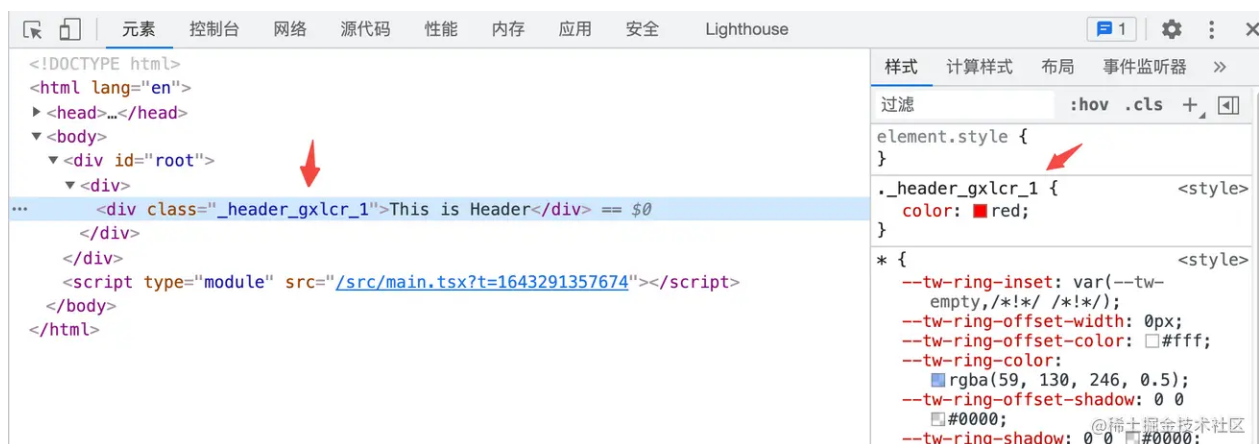 元素 控制台 网络 源代码 性能 内存 应用 安全 Lighthouse 1
<!DOCTYPE html>
<html lang="en">
<head>…</head>
<body>
<div id="root">
<div>
… <div class="_header_gxlcr_1">This is Header</div> == $0
</div>
</div>
<script type="module" src="/src/main.tsx?t=1643291357674"></script>
</body>
</html>
样式 计算样式 布局 事件监听器 »
过滤 :hov .cls +
element.style {
}
._header_gxlcr_1 { <style>
color: red;
}
* { <style>
--tw-ring-inset: var(--tw-
empty,/*!*/ /*!*/);
--tw-ring-offset-width: 0px;
--tw-ring-offset-color: #fff;
--tw-ring-color:
rgba(59, 130, 246, 0.5);
--tw-ring-offset-shadow: 0 0
#0000;
--tw-ring-shadow: 0 0 #0000;
@稀土掘金技术社区